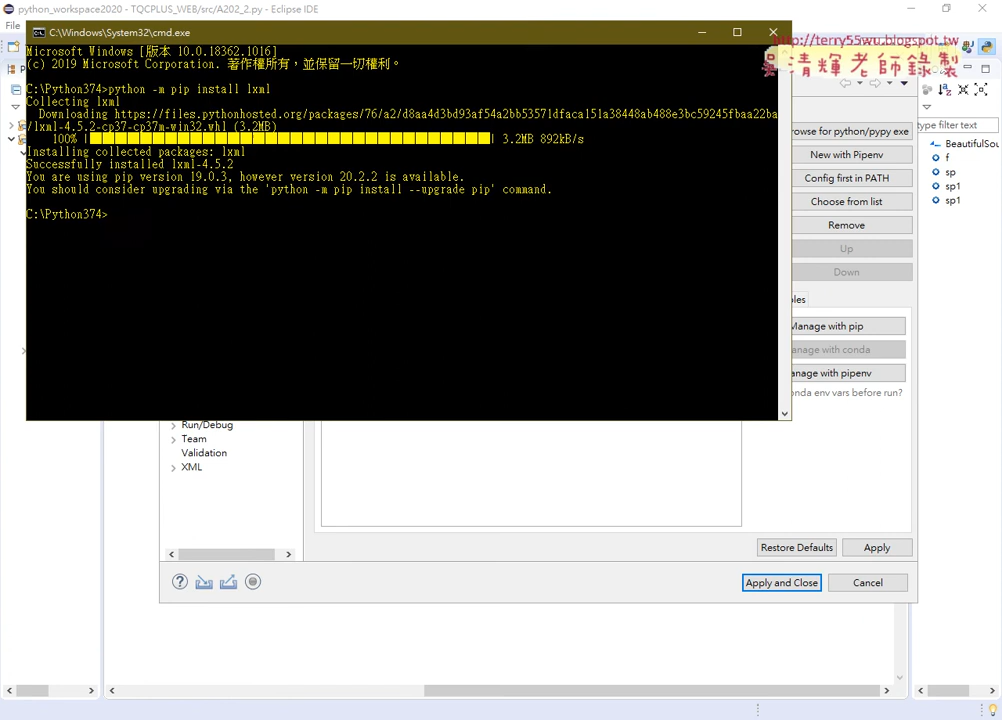 python_workspace2020 - TQCPLUS_WEB/src/A202_2.py - Eclipse IDE
File
C:\Windows\System32\cmd.exe
http://terry55wu.blogspot.tw
吳清輝老師錄製
Microsoft Windows [版本 10.0.18362.1016]
(c) 2019 Microsoft Corporation. 著作權所有，並保留一切權利。
C:\Python374>python -m pip install lxml
Collecting lxml
Downloading https://files.pythonhosted.org/packages/76/a2/d8aa4d3bd93af54a2bb53571dfaca151a38448ab488e3bc59245fbaa22ba
/lxml-4.5.2-cp37-cp37m-win32.whl (3.2MB)
100% |████████████████████████████████| 3.2MB 892kB/s
Installing collected packages: lxml
Successfully installed lxml-4.5.2
You are using pip version 19.0.3, however version 20.2.2 is available.
You should consider upgrading via the 'python -m pip install --upgrade pip' command.
C:\Python374>
rowse for python/pypy exe
New with Pipenv
Config first in PATH
Choose from list
Remove
Up
Down
les
Manage with pip
anage with conda
anage with pipenv
onda env vars before run?
type filter text
BeautifulSou
f
sp
sp1
sp1
Run/Debug
Team
Validation
XML
Restore Defaults
Apply
Apply and Close
Cancel